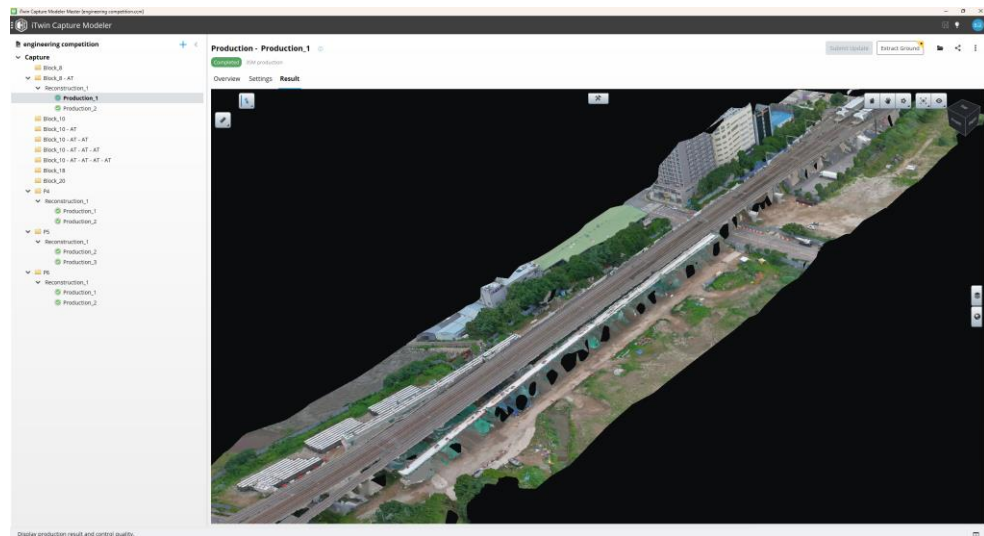 iTwin Capture Modeler Master [engineering competition.ccm]
iTwin Capture Modeler
engineering competition
Capture
Block_8
Block_8 - AT
Reconstruction_1
Production_1
Production_2
Block_10
Block_10 - AT
Block_10 - AT - AT
Block_10 - AT - AT - AT
Block_10 - AT - AT - AT - AT
Block_18
Block_20
P4
Reconstruction_1
Production_1
Production_2
P5
Reconstruction_1
Production_2
Production_3
P6
Reconstruction_1
Production_1
Production_2
Production - Production_1
Submit Update
Extract Ground
Completed
Overview Settings Result
Display production result and control quality.